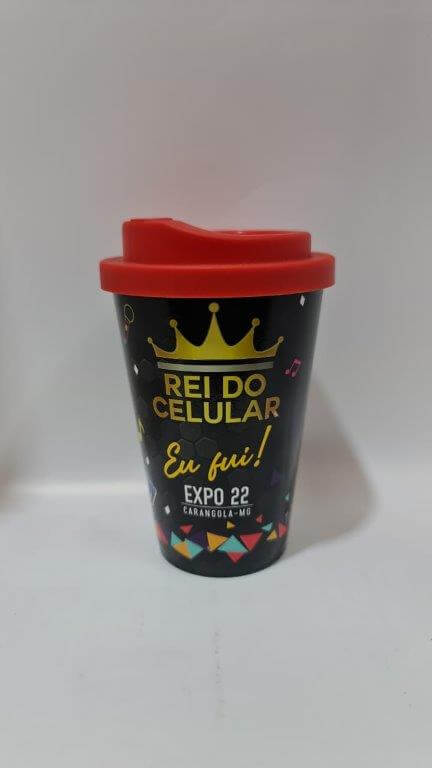 REI DO
CELULAR
Eu fui!
EXPO 22
CARANGOLA-MG